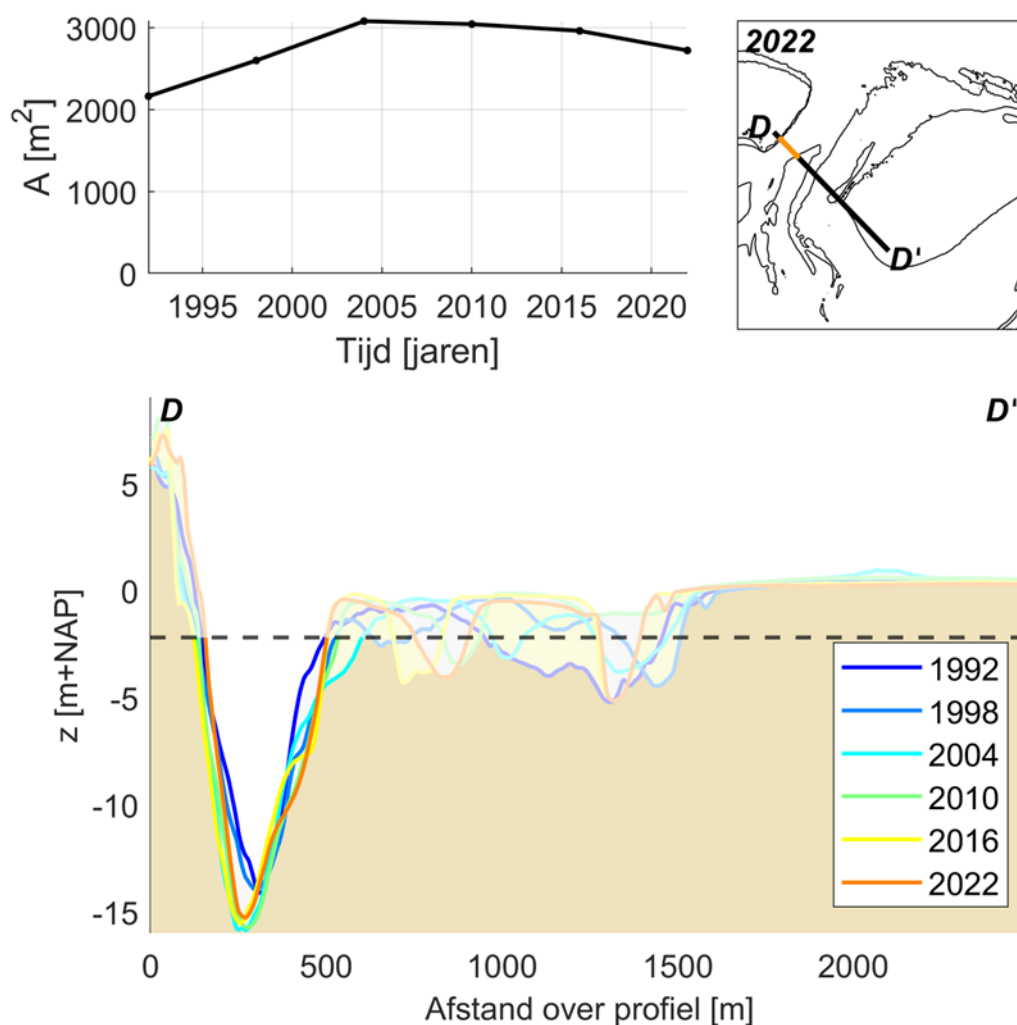 3000
2000
1000
0
A [m²]
1995 2000 2005 2010 2015 2020
Tijd [jaren]
2022
D
D'
D D'
5
0
-5
-10
-15
z [m+NAP]
1992
1998
2004
2010
2016
2022
0 500 1000 1500 2000
Afstand over profiel [m]